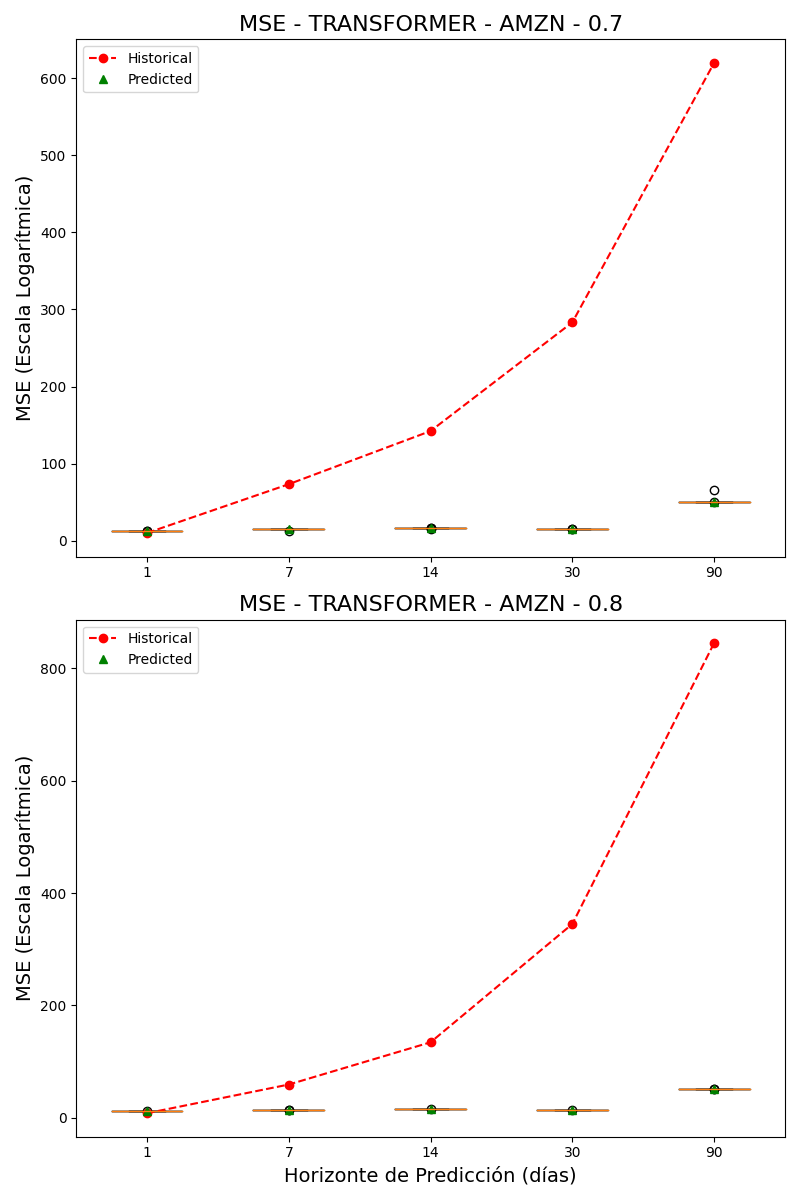 MSE - TRANSFORMER - AMZN - 0.7
Historical
Predicted
MSE (Escala Logarítmica)
600
500
400
300
200
100
0
1 7 14 30 90
MSE - TRANSFORMER - AMZN - 0.8
Historical
Predicted
MSE (Escala Logarítmica)
800
600
400
200
0
1 7 14 30 90
Horizonte de Predicción (días)